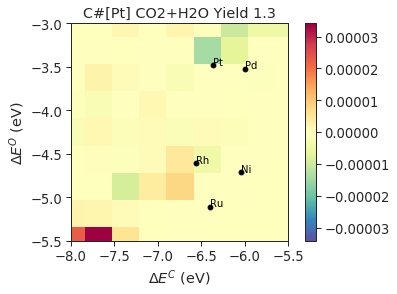 C#[Pt] CO2+H2O Yield 1.3
−3.0
−3.5
−4.0
−4.5
−5.0
−5.5
ΔE^O (eV)
Pt
Pd
Rh
Ni
Ru
−8.0 −7.5 −7.0 −6.5 −6.0 −5.5
ΔE^C (eV)
0.00003
0.00002
0.00001
0.00000
−0.00001
−0.00002
−0.00003